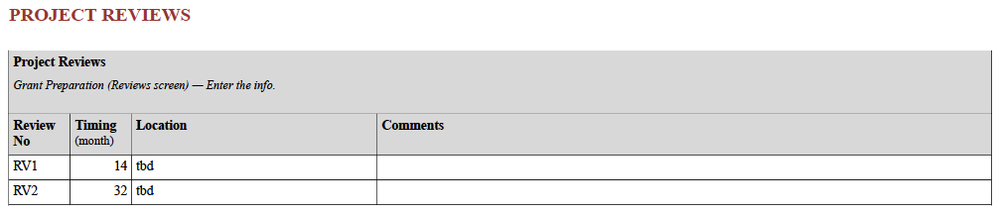 PROJECT REVIEWS
Project Reviews
Grant Preparation (Reviews screen) — Enter the info.
Review No Timing (month) Location Comments
RV1 14 tbd
RV2 32 tbd